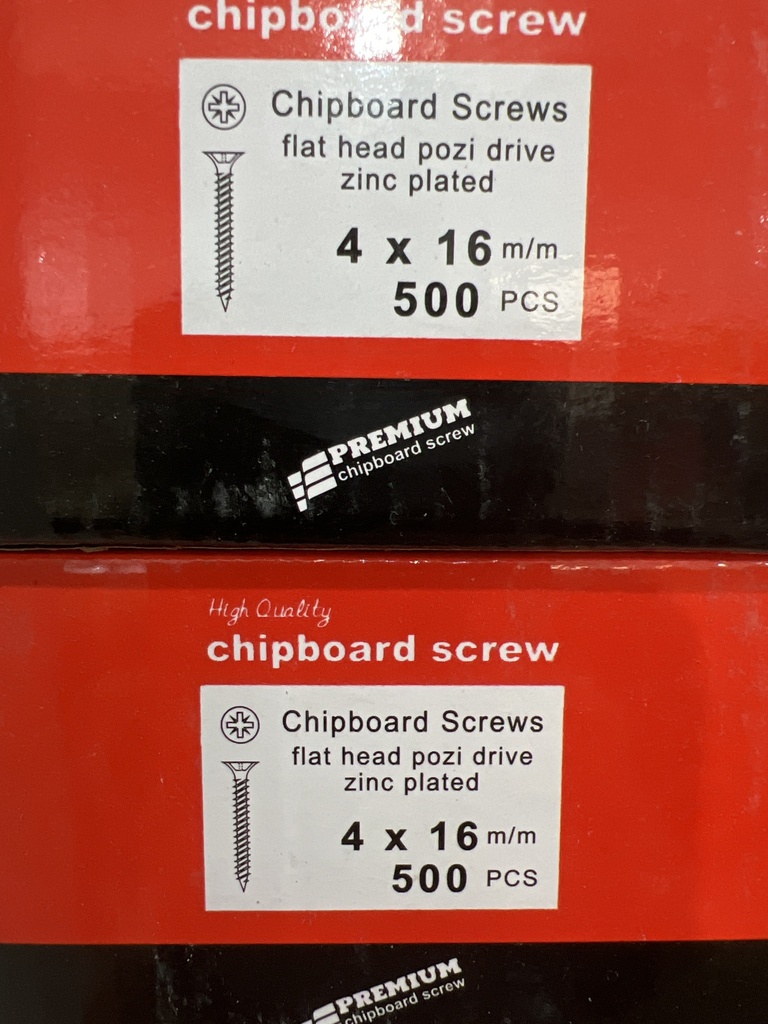 chipboard screw
Chipboard Screws
flat head pozi drive
zinc plated
4 x 16 m/m
500 PCS
PREMIUM
chipboard screw
High Quality
chipboard screw
Chipboard Screws
flat head pozi drive
zinc plated
4 x 16 m/m
500 PCS
PREMIUM
chipboard screw